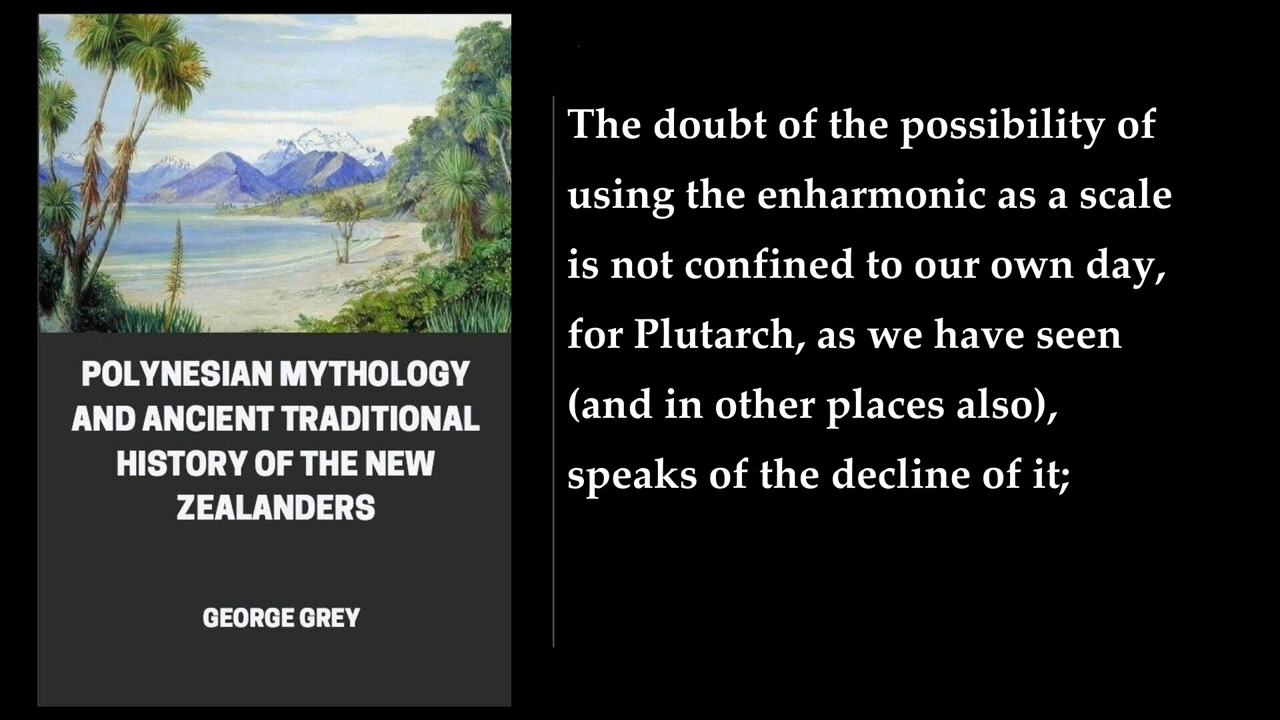 POLYNESIAN MYTHOLOGY
AND ANCIENT TRADITIONAL
HISTORY OF THE NEW
ZEALANDERS
GEORGE GREY
The doubt of the possibility of
using the enharmonic as a scale
is not confined to our own day,
for Plutarch, as we have seen
(and in other places also),
speaks of the decline of it;